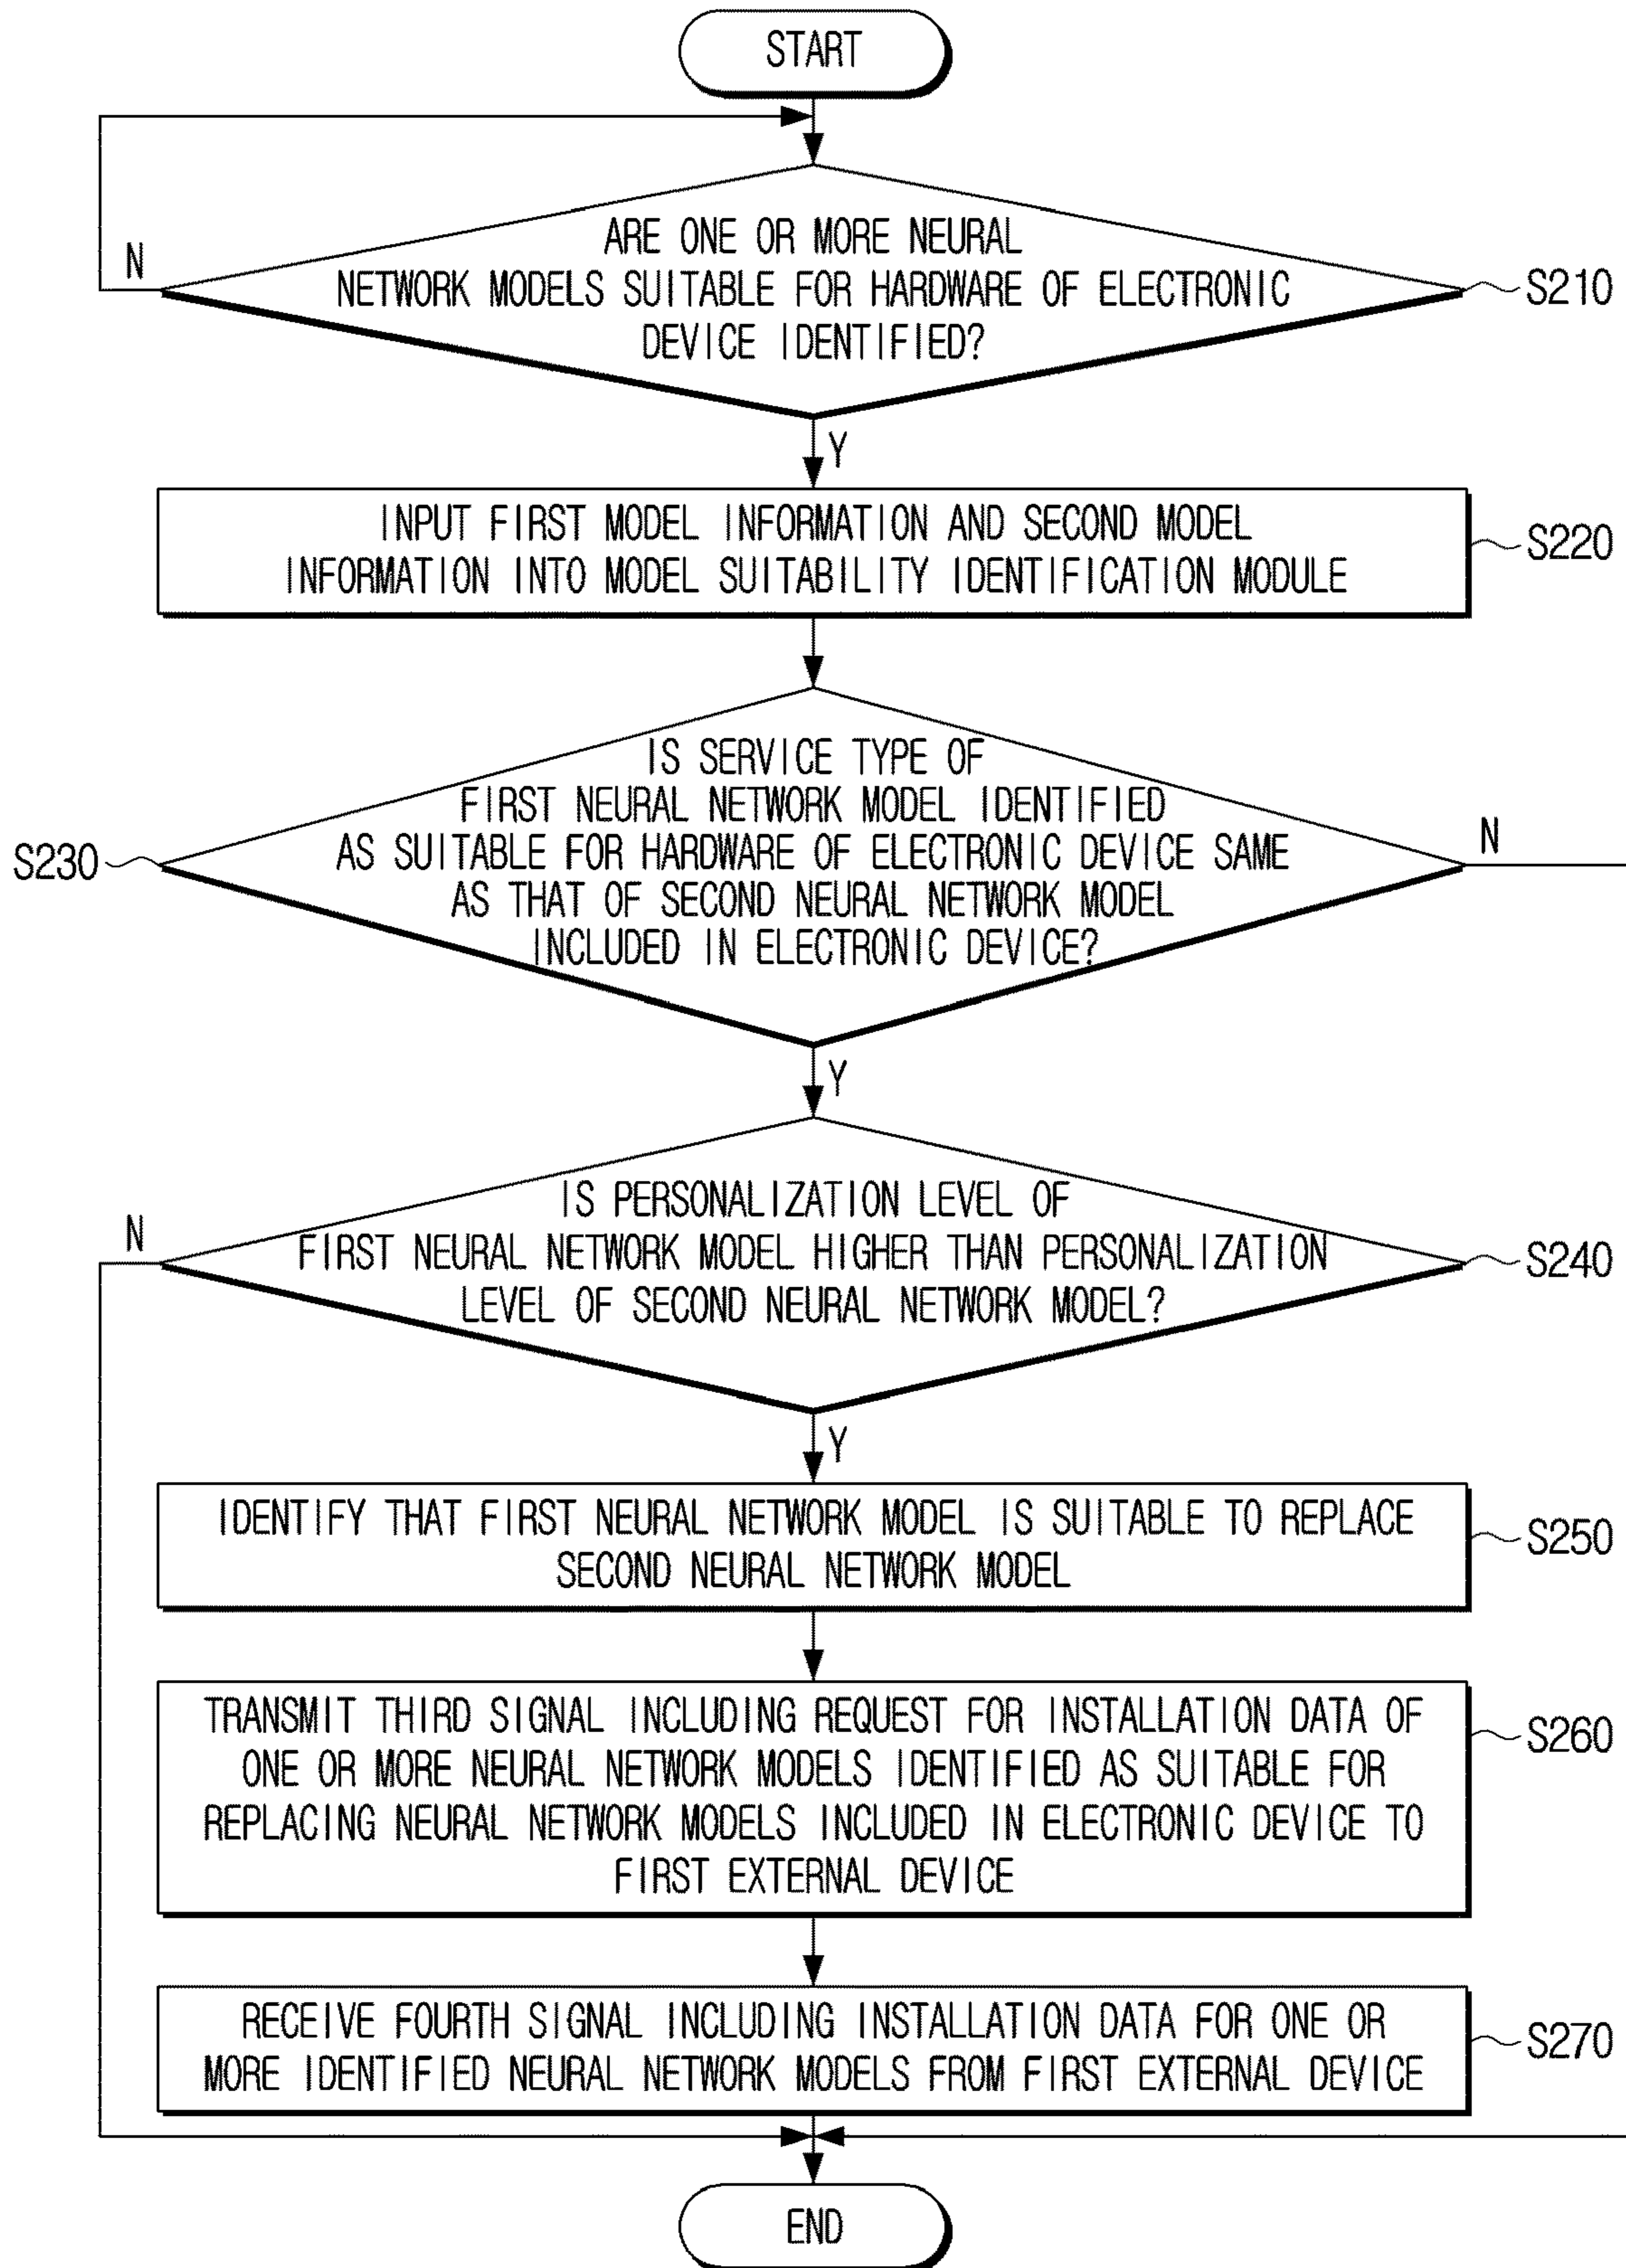 START
ARE ONE OR MORE NEURAL
N
NETWORK MODELS SUITABLE FOR HARDWARE OF ELECTRONIC
S210
DEVICE IDENTIFIED?
Y
INPUT FIRST MODEL INFORMATION AND SECOND MODEL
INFORMATION INTO MODEL SUITABILITY IDENTIFICATION MODULE
S220
IS SERVICE TYPE OF
FIRST NEURAL NETWORK MODEL IDENTIFIED
N
S230
AS SUITABLE FOR HARDWARE OF ELECTRONIC DEVICE SAME
AS THAT OF SECOND NEURAL NETWORK MODEL
INCLUDED IN ELECTRONIC DEVICE?
Y
IS PERSONALIZATION LEVEL OF
N
FIRST NEURAL NETWORK MODEL HIGHER THAN PERSONALIZATION
S240
LEVEL OF SECOND NEURAL NETWORK MODEL?
Y
IDENTIFY THAT FIRST NEURAL NETWORK MODEL IS SUITABLE TO REPLACE
SECOND NEURAL NETWORK MODEL
S250
TRANSMIT THIRD SIGNAL INCLUDING REQUEST FOR INSTALLATION DATA OF
ONE OR MORE NEURAL NETWORK MODELS IDENTIFIED AS SUITABLE FOR
REPLACING NEURAL NETWORK MODELS INCLUDED IN ELECTRONIC DEVICE TO
FIRST EXTERNAL DEVICE
S260
RECEIVE FOURTH SIGNAL INCLUDING INSTALLATION DATA FOR ONE OR
MORE IDENTIFIED NEURAL NETWORK MODELS FROM FIRST EXTERNAL DEVICE
S270
END